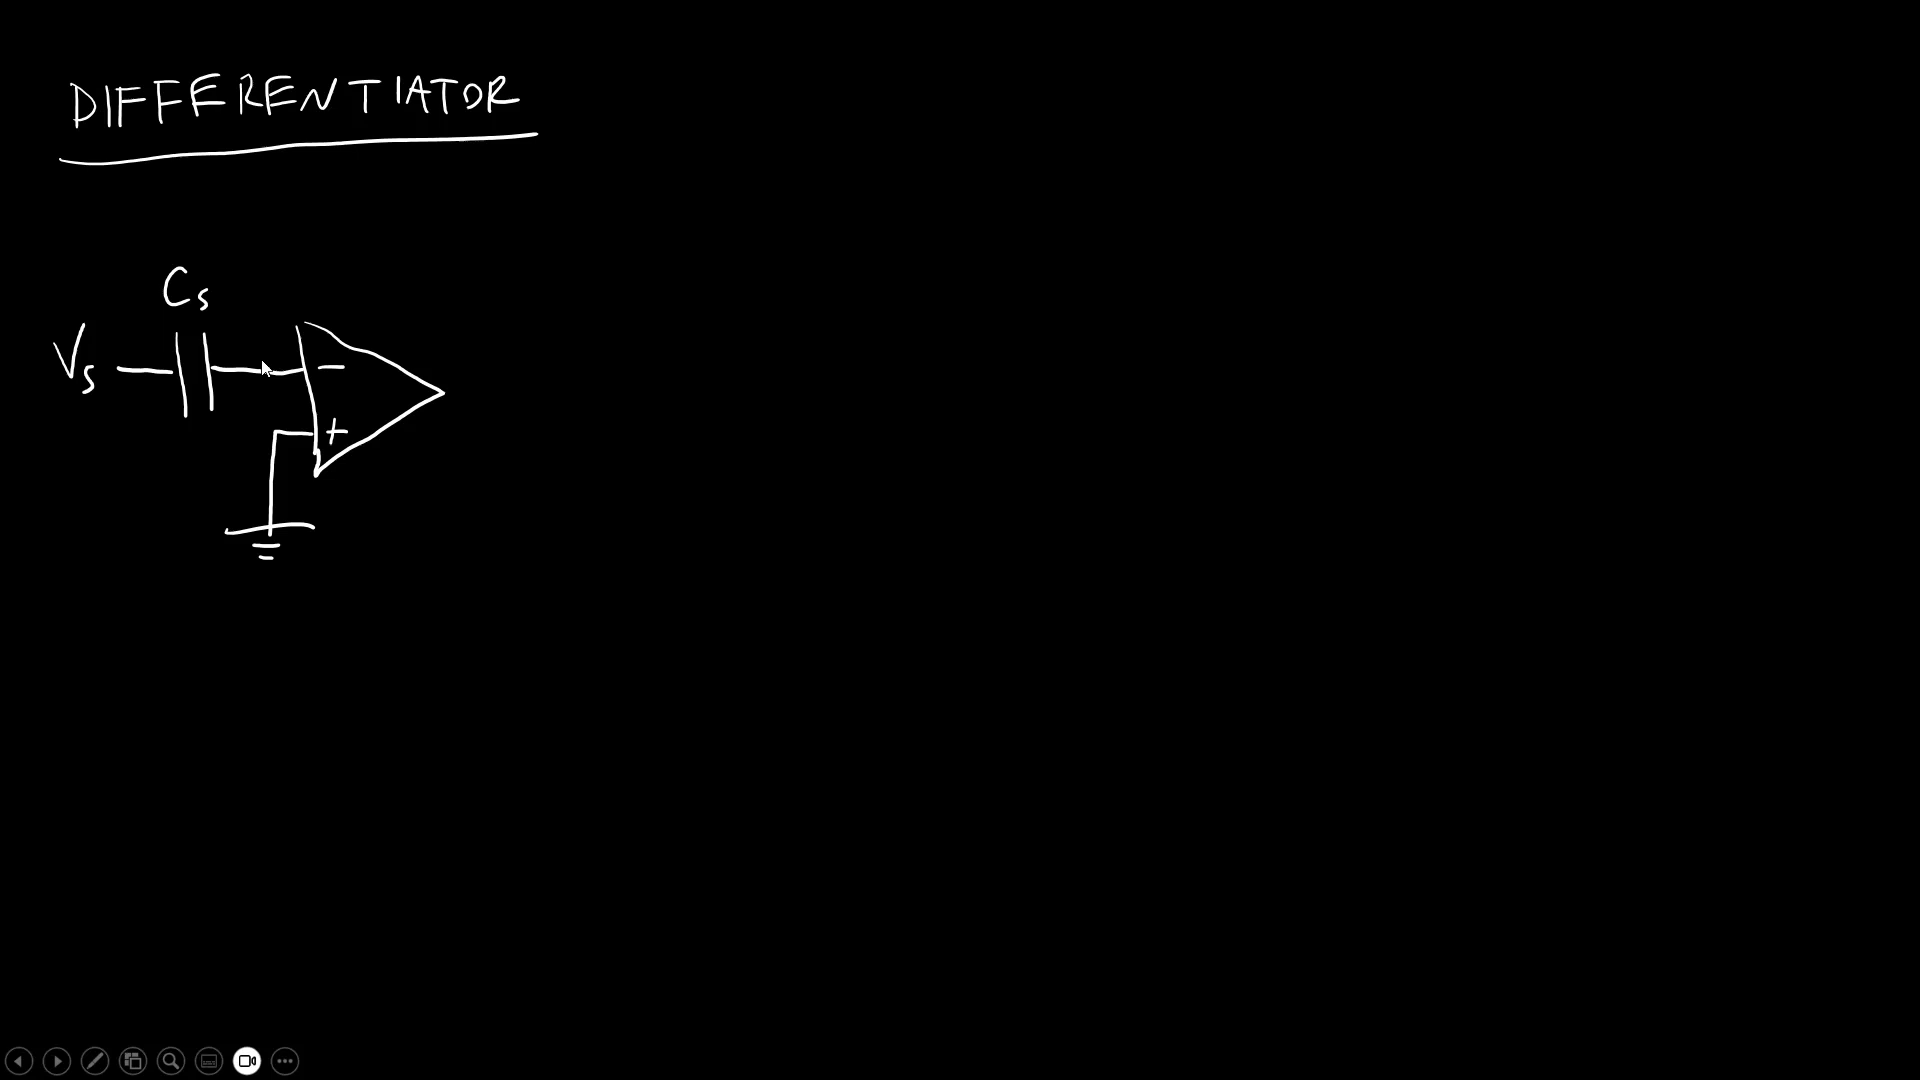 DIFFERENTIATOR
Cs
Vs
−
+